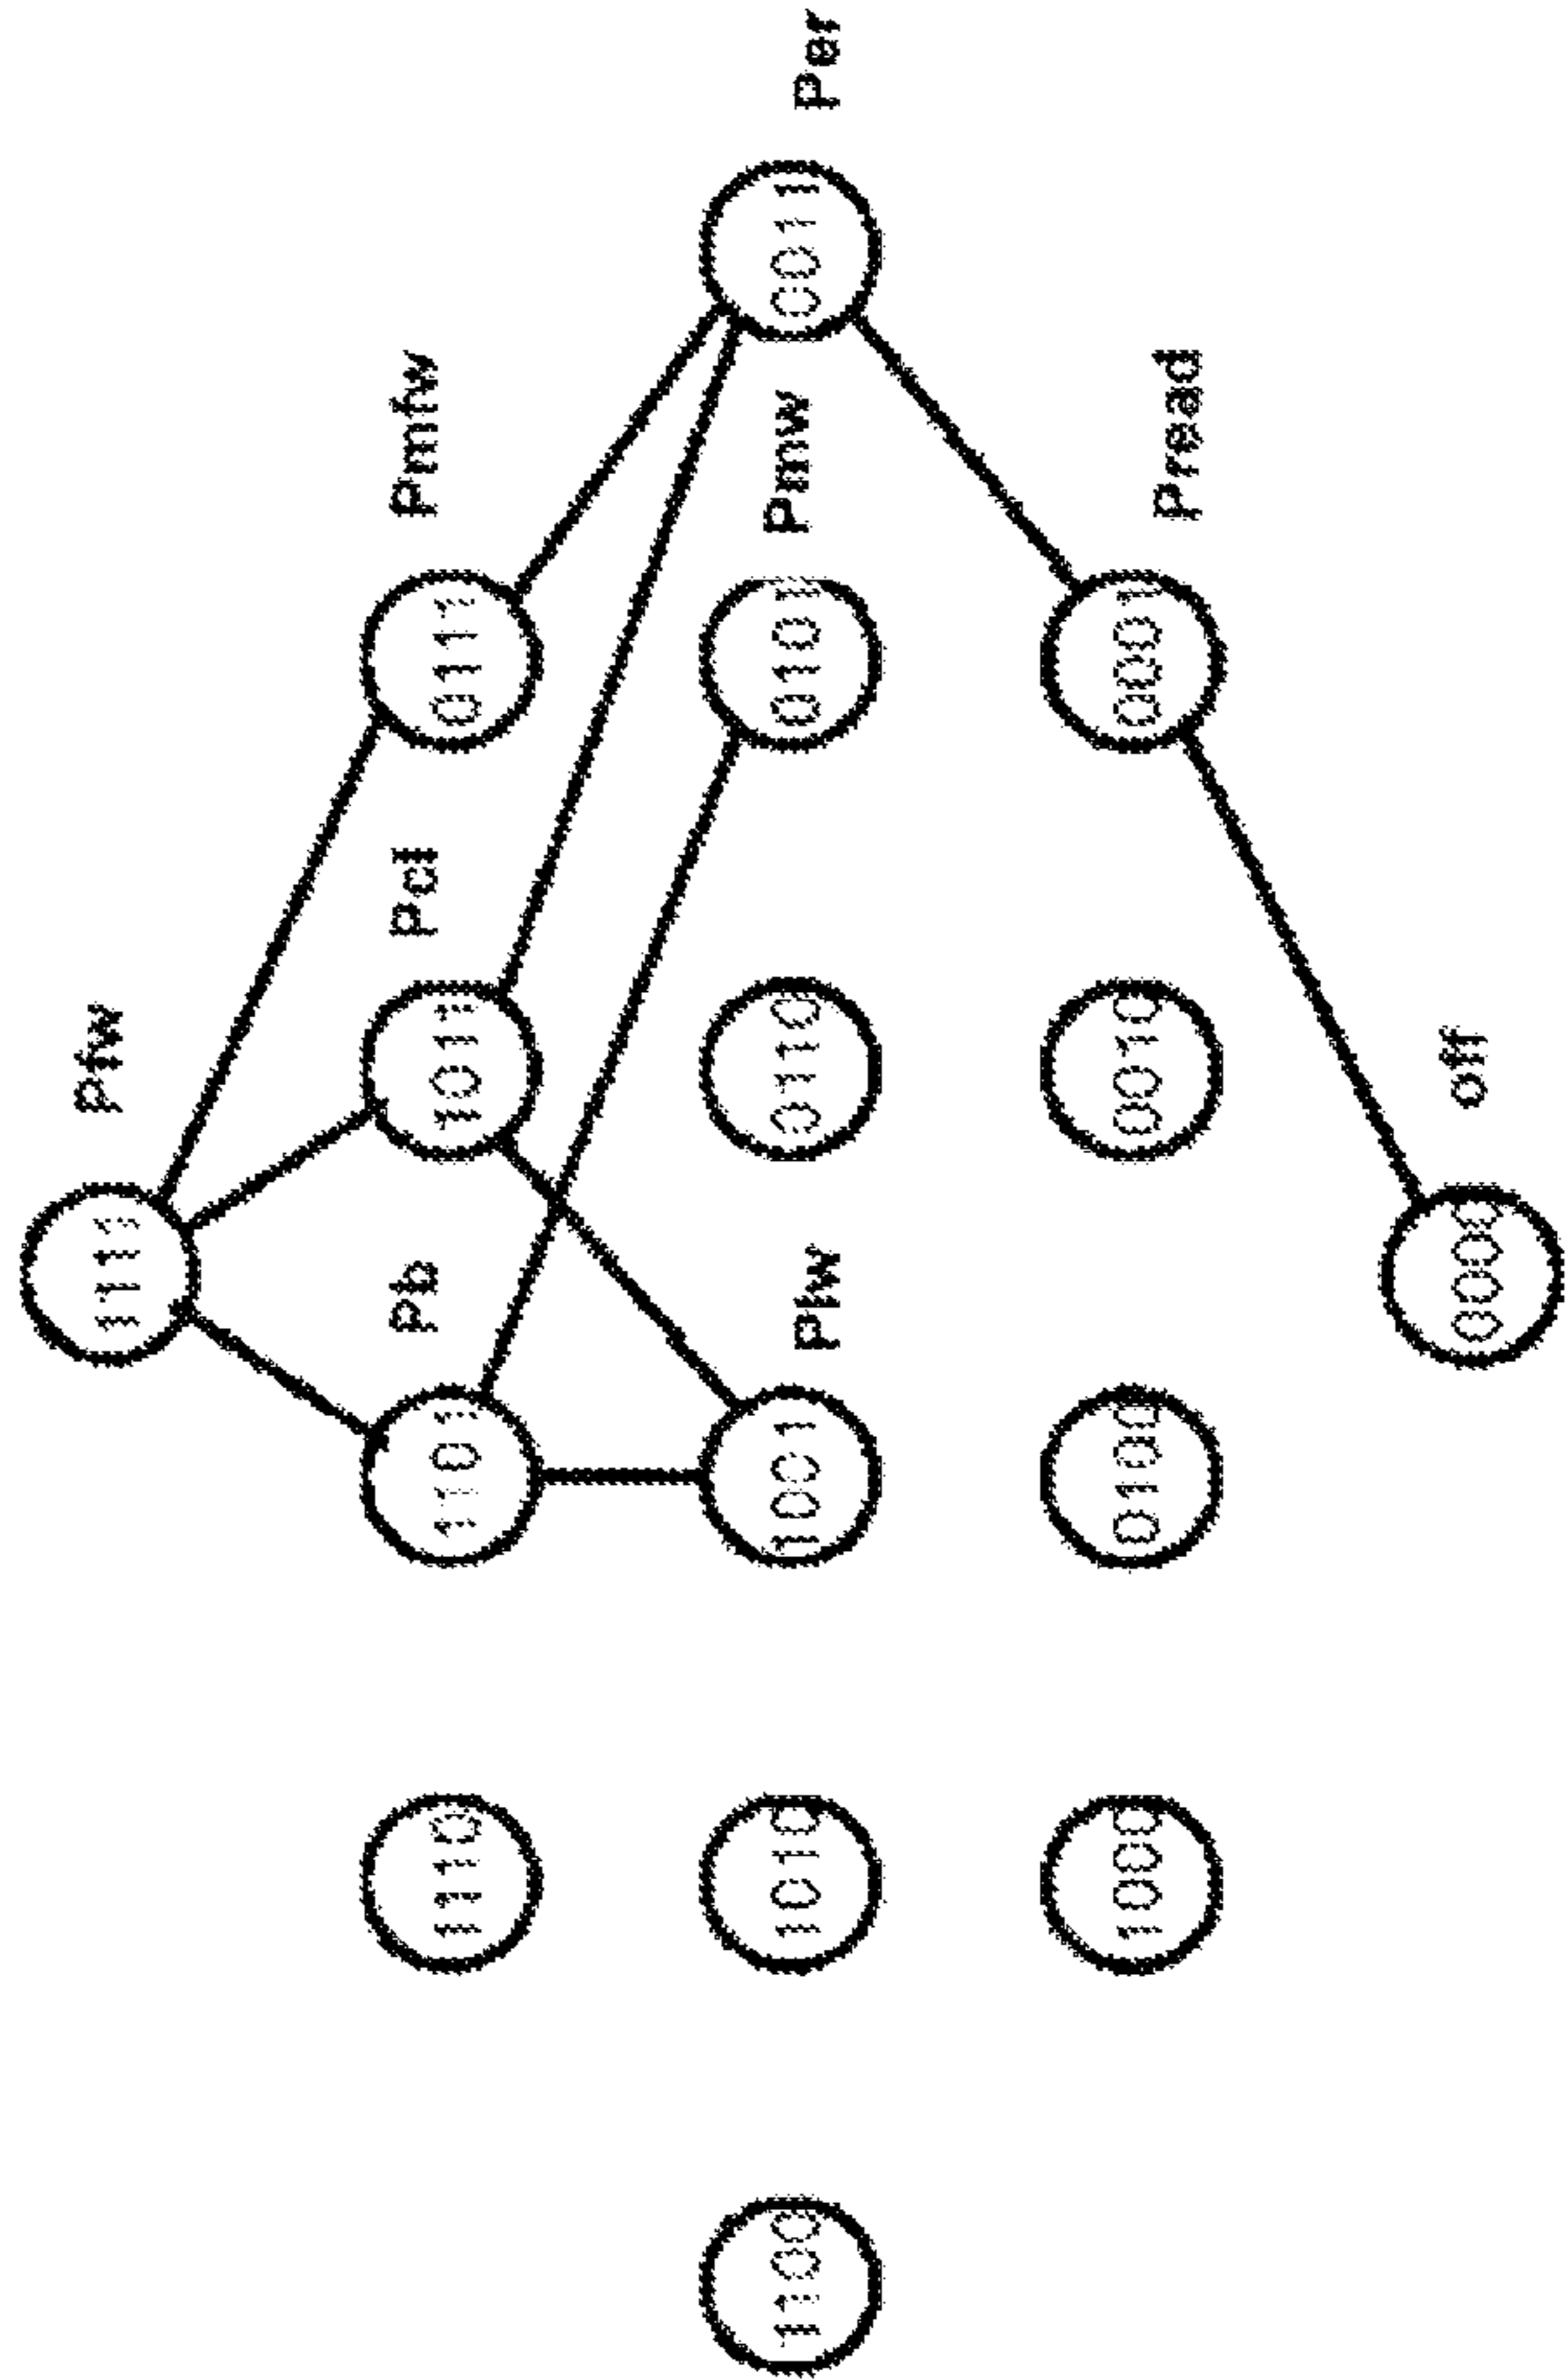 1111 Pfw
1110 1101 Pb 1011 Pcl 0111 Pmfw
1100 1010 1001 Plw 0110 0101 Pmw 0011 Per
1000 0100 0010 0001 Pread
0000 off